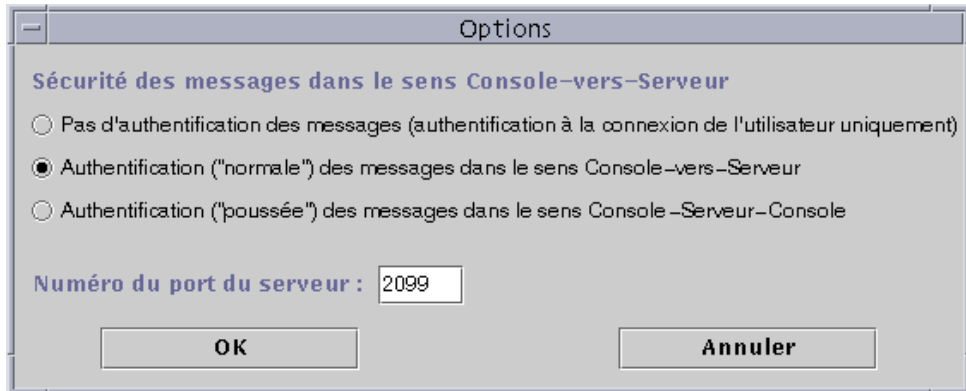 Options
Sécurité des messages dans le sens Console-vers-Serveur
Pas d'authentification des messages (authentification à la connexion de l'utilisateur uniquement)
Authentification ("normale") des messages dans le sens Console-vers-Serveur
Authentification ("poussée") des messages dans le sens Console-Serveur-Console
Numéro du port du serveur : 2099
OK Annuler